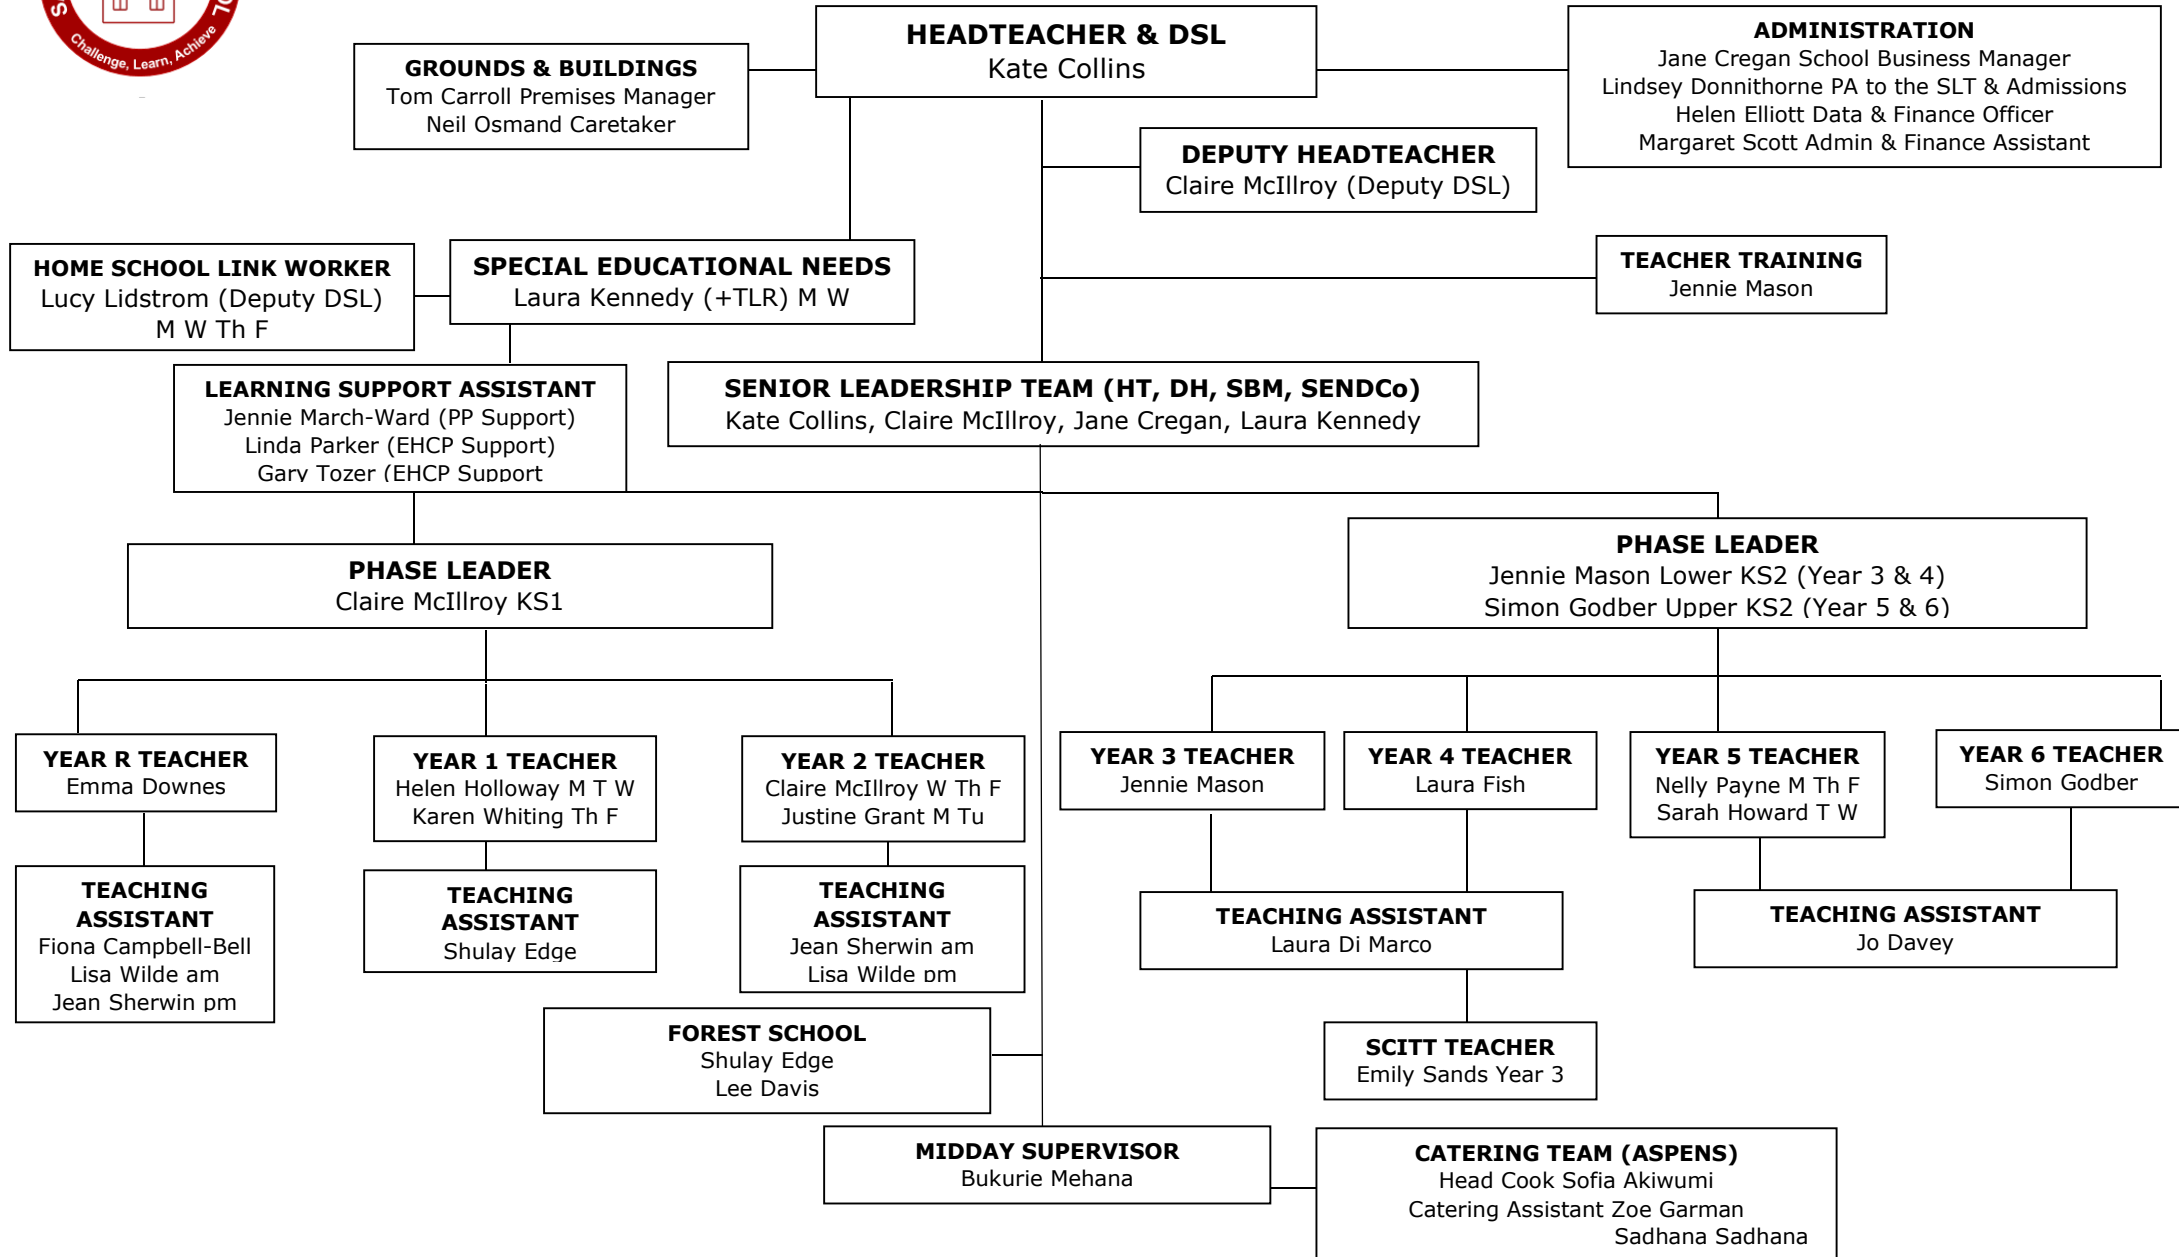 Challenge, Learn, Achieve
HEADTEACHER & DSL
Kate Collins
GROUNDS & BUILDINGS
Tom Carroll Premises Manager
Neil Osmand Caretaker
ADMINISTRATION
Jane Cregan School Business Manager
Lindsey Donnithorne PA to the SLT & Admissions
Helen Elliott Data & Finance Officer
Margaret Scott Admin & Finance Assistant
DEPUTY HEADTEACHER
Claire McIllroy (Deputy DSL)
HOME SCHOOL LINK WORKER
Lucy Lidstrom (Deputy DSL)
M W Th F
SPECIAL EDUCATIONAL NEEDS
Laura Kennedy (+TLR) M W
TEACHER TRAINING
Jennie Mason
LEARNING SUPPORT ASSISTANT
Jennie March-Ward (PP Support)
Linda Parker (EHCP Support)
Gary Tozer (EHCP Support
SENIOR LEADERSHIP TEAM (HT, DH, SBM, SENDCo)
Kate Collins, Claire McIllroy, Jane Cregan, Laura Kennedy
PHASE LEADER
Claire McIllroy KS1
PHASE LEADER
Jennie Mason Lower KS2 (Year 3 & 4)
Simon Godber Upper KS2 (Year 5 & 6)
YEAR R TEACHER
Emma Downes
YEAR 1 TEACHER
Helen Holloway M T W
Karen Whiting Th F
YEAR 2 TEACHER
Claire McIllroy W Th F
Justine Grant M Tu
YEAR 3 TEACHER
Jennie Mason
YEAR 4 TEACHER
Laura Fish
YEAR 5 TEACHER
Nelly Payne M Th F
Sarah Howard T W
YEAR 6 TEACHER
Simon Godber
TEACHING
ASSISTANT
Fiona Campbell-Bell
Lisa Wilde am
Jean Sherwin pm
TEACHING
ASSISTANT
Shulay Edge
TEACHING
ASSISTANT
Jean Sherwin am
Lisa Wilde pm
TEACHING ASSISTANT
Laura Di Marco
TEACHING ASSISTANT
Jo Davey
FOREST SCHOOL
Shulay Edge
Lee Davis
SCITT TEACHER
Emily Sands Year 3
MIDDAY SUPERVISOR
Bukurie Mehana
CATERING TEAM (ASPENS)
Head Cook Sofia Akiwumi
Catering Assistant Zoe Garman
Sadhana Sadhana